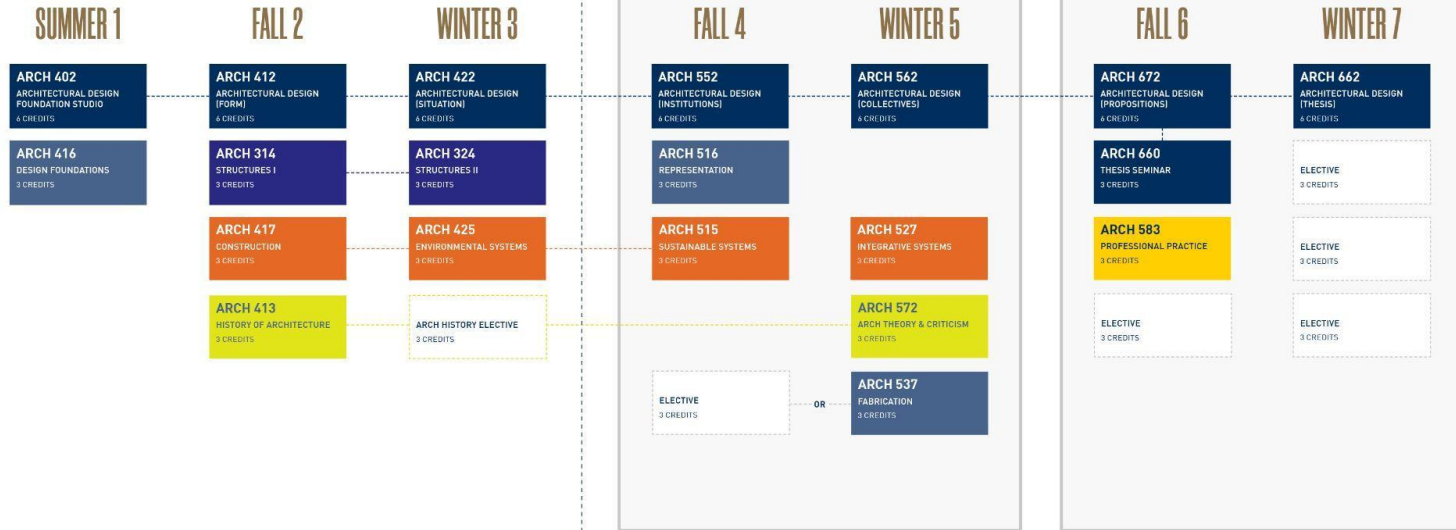 SUMMER 1
FALL 2
WINTER 3
FALL 4
WINTER 5
FALL 6
WINTER 7
ARCH 402
ARCHITECTURAL DESIGN
FOUNDATION STUDIO
6 CREDITS
ARCH 412
ARCHITECTURAL DESIGN
(FORM)
6 CREDITS
ARCH 422
ARCHITECTURAL DESIGN
(SITUATION)
6 CREDITS
ARCH 552
ARCHITECTURAL DESIGN
(INSTITUTIONS)
6 CREDITS
ARCH 562
ARCHITECTURAL DESIGN
(COLLECTIVES)
6 CREDITS
ARCH 672
ARCHITECTURAL DESIGN
(PROPOSITIONS)
6 CREDITS
ARCH 662
ARCHITECTURAL DESIGN
(THESIS)
6 CREDITS
ARCH 416
DESIGN FOUNDATIONS
3 CREDITS
ARCH 314
STRUCTURES I
3 CREDITS
ARCH 324
STRUCTURES II
3 CREDITS
ARCH 516
REPRESENTATION
3 CREDITS
ARCH 660
THESIS SEMINAR
3 CREDITS
ELECTIVE
3 CREDITS
ARCH 417
CONSTRUCTION
3 CREDITS
ARCH 425
ENVIRONMENTAL SYSTEMS
3 CREDITS
ARCH 515
SUSTAINABLE SYSTEMS
3 CREDITS
ARCH 527
INTEGRATIVE SYSTEMS
3 CREDITS
ARCH 583
PROFESSIONAL PRACTICE
3 CREDITS
ELECTIVE
3 CREDITS
ARCH 413
HISTORY OF ARCHITECTURE
3 CREDITS
ARCH HISTORY ELECTIVE
3 CREDITS
ARCH 572
ARCH THEORY & CRITICISM
3 CREDITS
ELECTIVE
3 CREDITS
ELECTIVE
3 CREDITS
ELECTIVE
3 CREDITS
OR
ARCH 537
FABRICATION
3 CREDITS